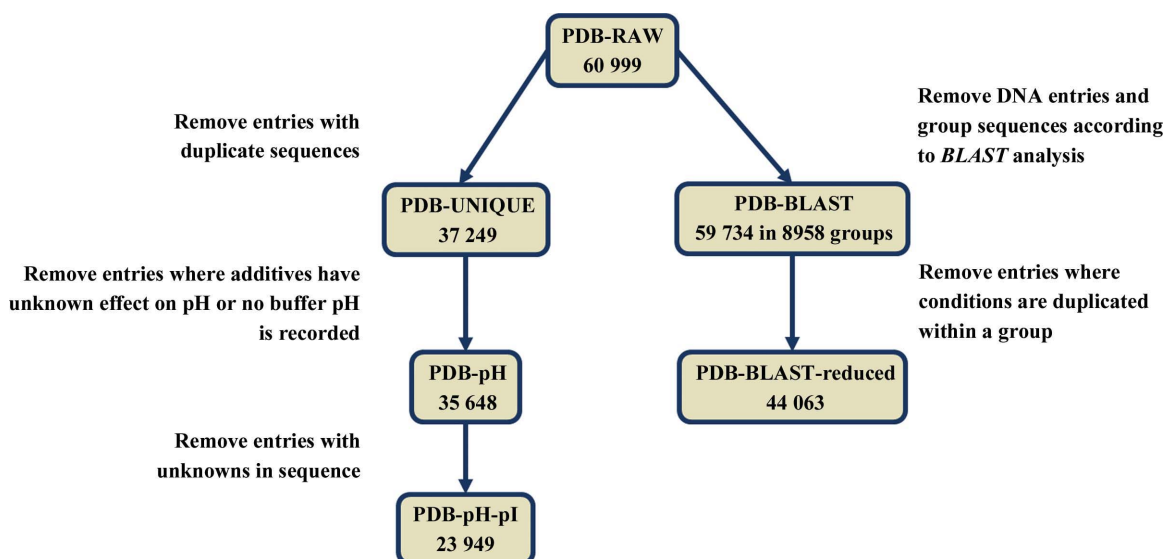 PDB-RAW
60 999
Remove entries with
duplicate sequences
Remove DNA entries and
group sequences according
to BLAST analysis
PDB-UNIQUE
37 249
PDB-BLAST
59 734 in 8958 groups
Remove entries where additives have
unknown effect on pH or no buffer pH
is recorded
Remove entries where
conditions are duplicated
within a group
PDB-pH
35 648
PDB-BLAST-reduced
44 063
Remove entries with
unknowns in sequence
PDB-pH-pI
23 949